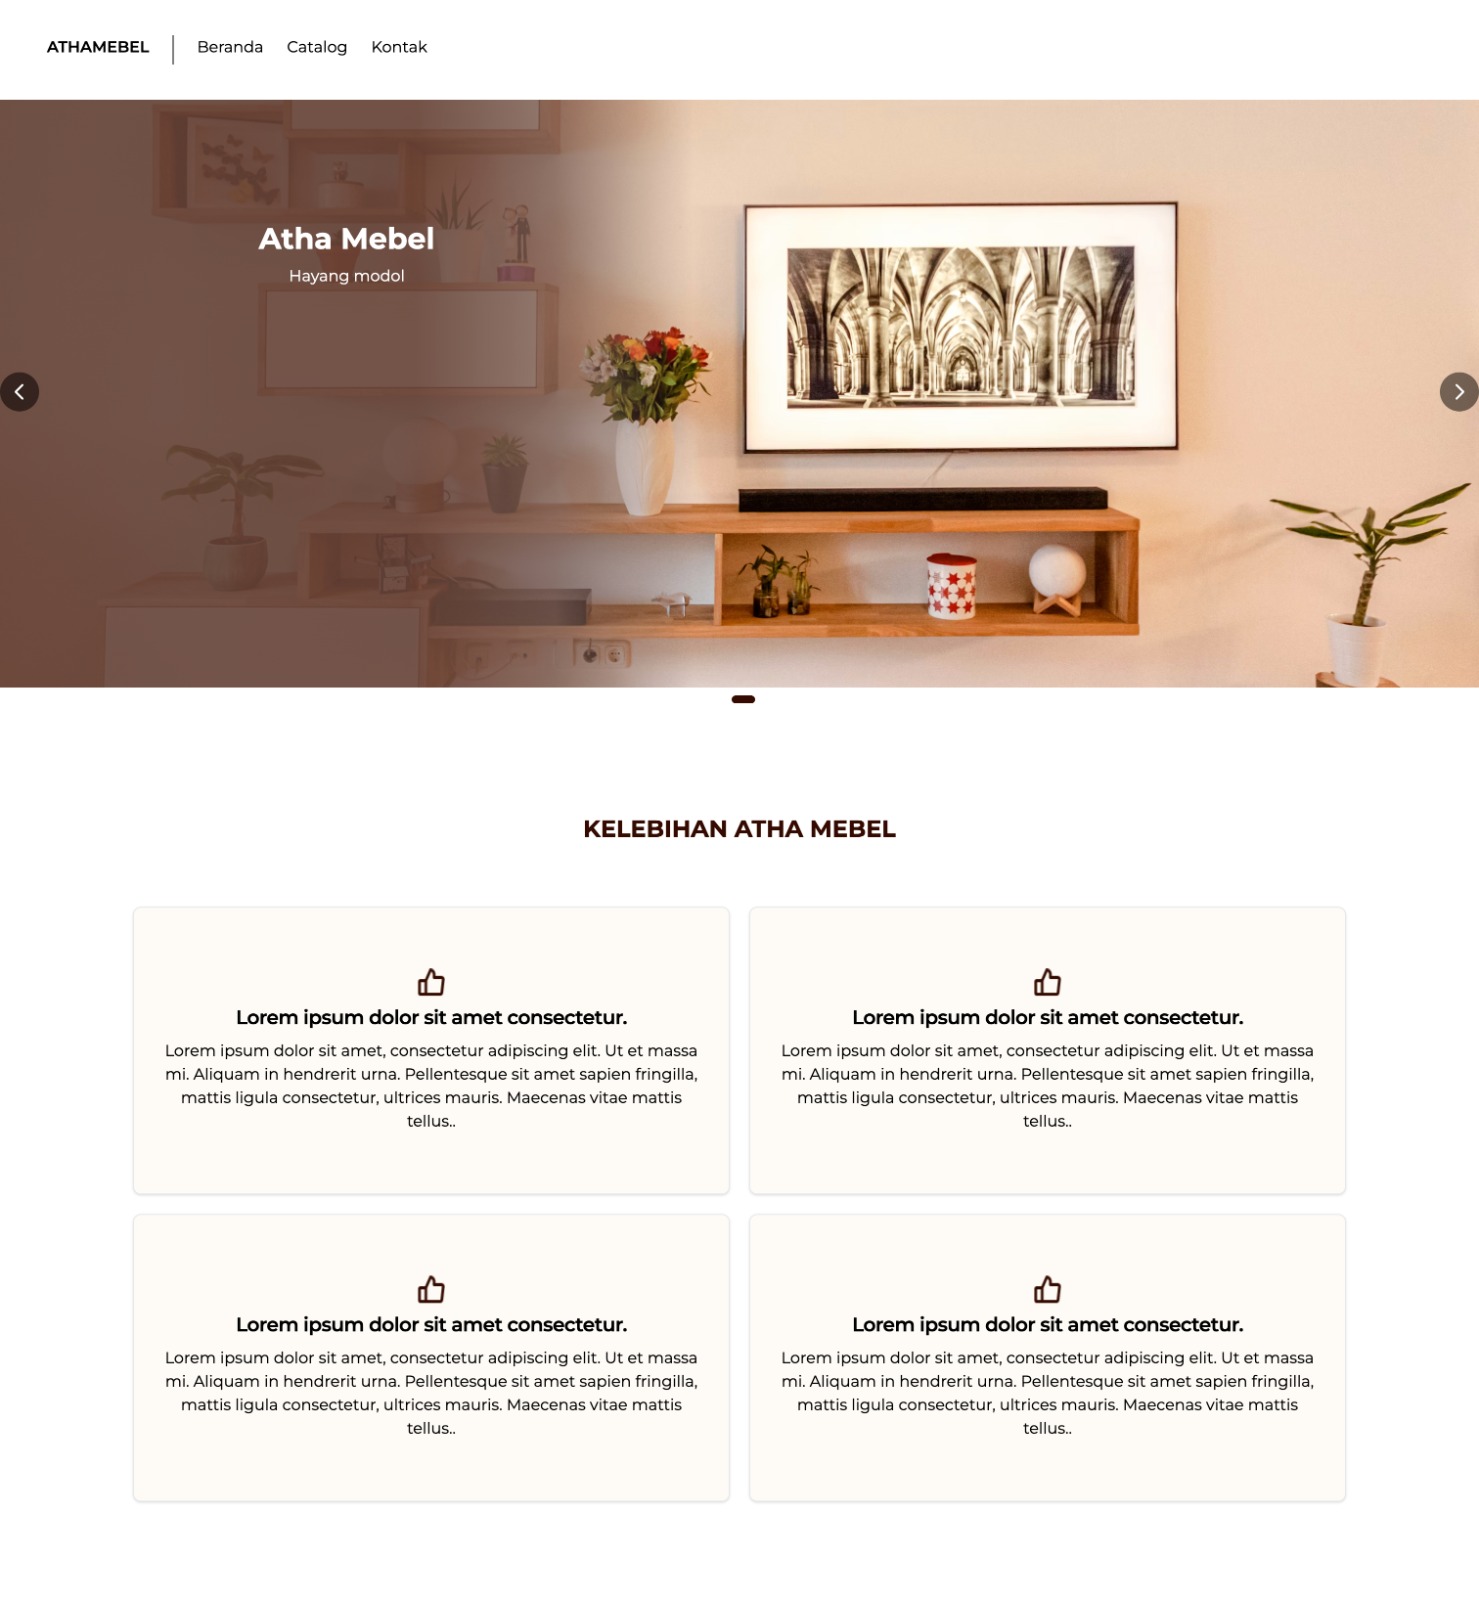 ATHAMEBEL
Beranda
Catalog
Kontak
Atha Mebel
Hayang modol
KELEBIHAN ATHA MEBEL
Lorem ipsum dolor sit amet consectetur.
Lorem ipsum dolor sit amet, consectetur adipiscing elit. Ut et massa
mi. Aliquam in hendrerit urna. Pellentesque sit amet sapien fringilla,
mattis ligula consectetur, ultrices mauris. Maecenas vitae mattis
tellus..
Lorem ipsum dolor sit amet consectetur.
Lorem ipsum dolor sit amet, consectetur adipiscing elit. Ut et massa
mi. Aliquam in hendrerit urna. Pellentesque sit amet sapien fringilla,
mattis ligula consectetur, ultrices mauris. Maecenas vitae mattis
tellus..
Lorem ipsum dolor sit amet consectetur.
Lorem ipsum dolor sit amet, consectetur adipiscing elit. Ut et massa
mi. Aliquam in hendrerit urna. Pellentesque sit amet sapien fringilla,
mattis ligula consectetur, ultrices mauris. Maecenas vitae mattis
tellus..
Lorem ipsum dolor sit amet consectetur.
Lorem ipsum dolor sit amet, consectetur adipiscing elit. Ut et massa
mi. Aliquam in hendrerit urna. Pellentesque sit amet sapien fringilla,
mattis ligula consectetur, ultrices mauris. Maecenas vitae mattis
tellus..